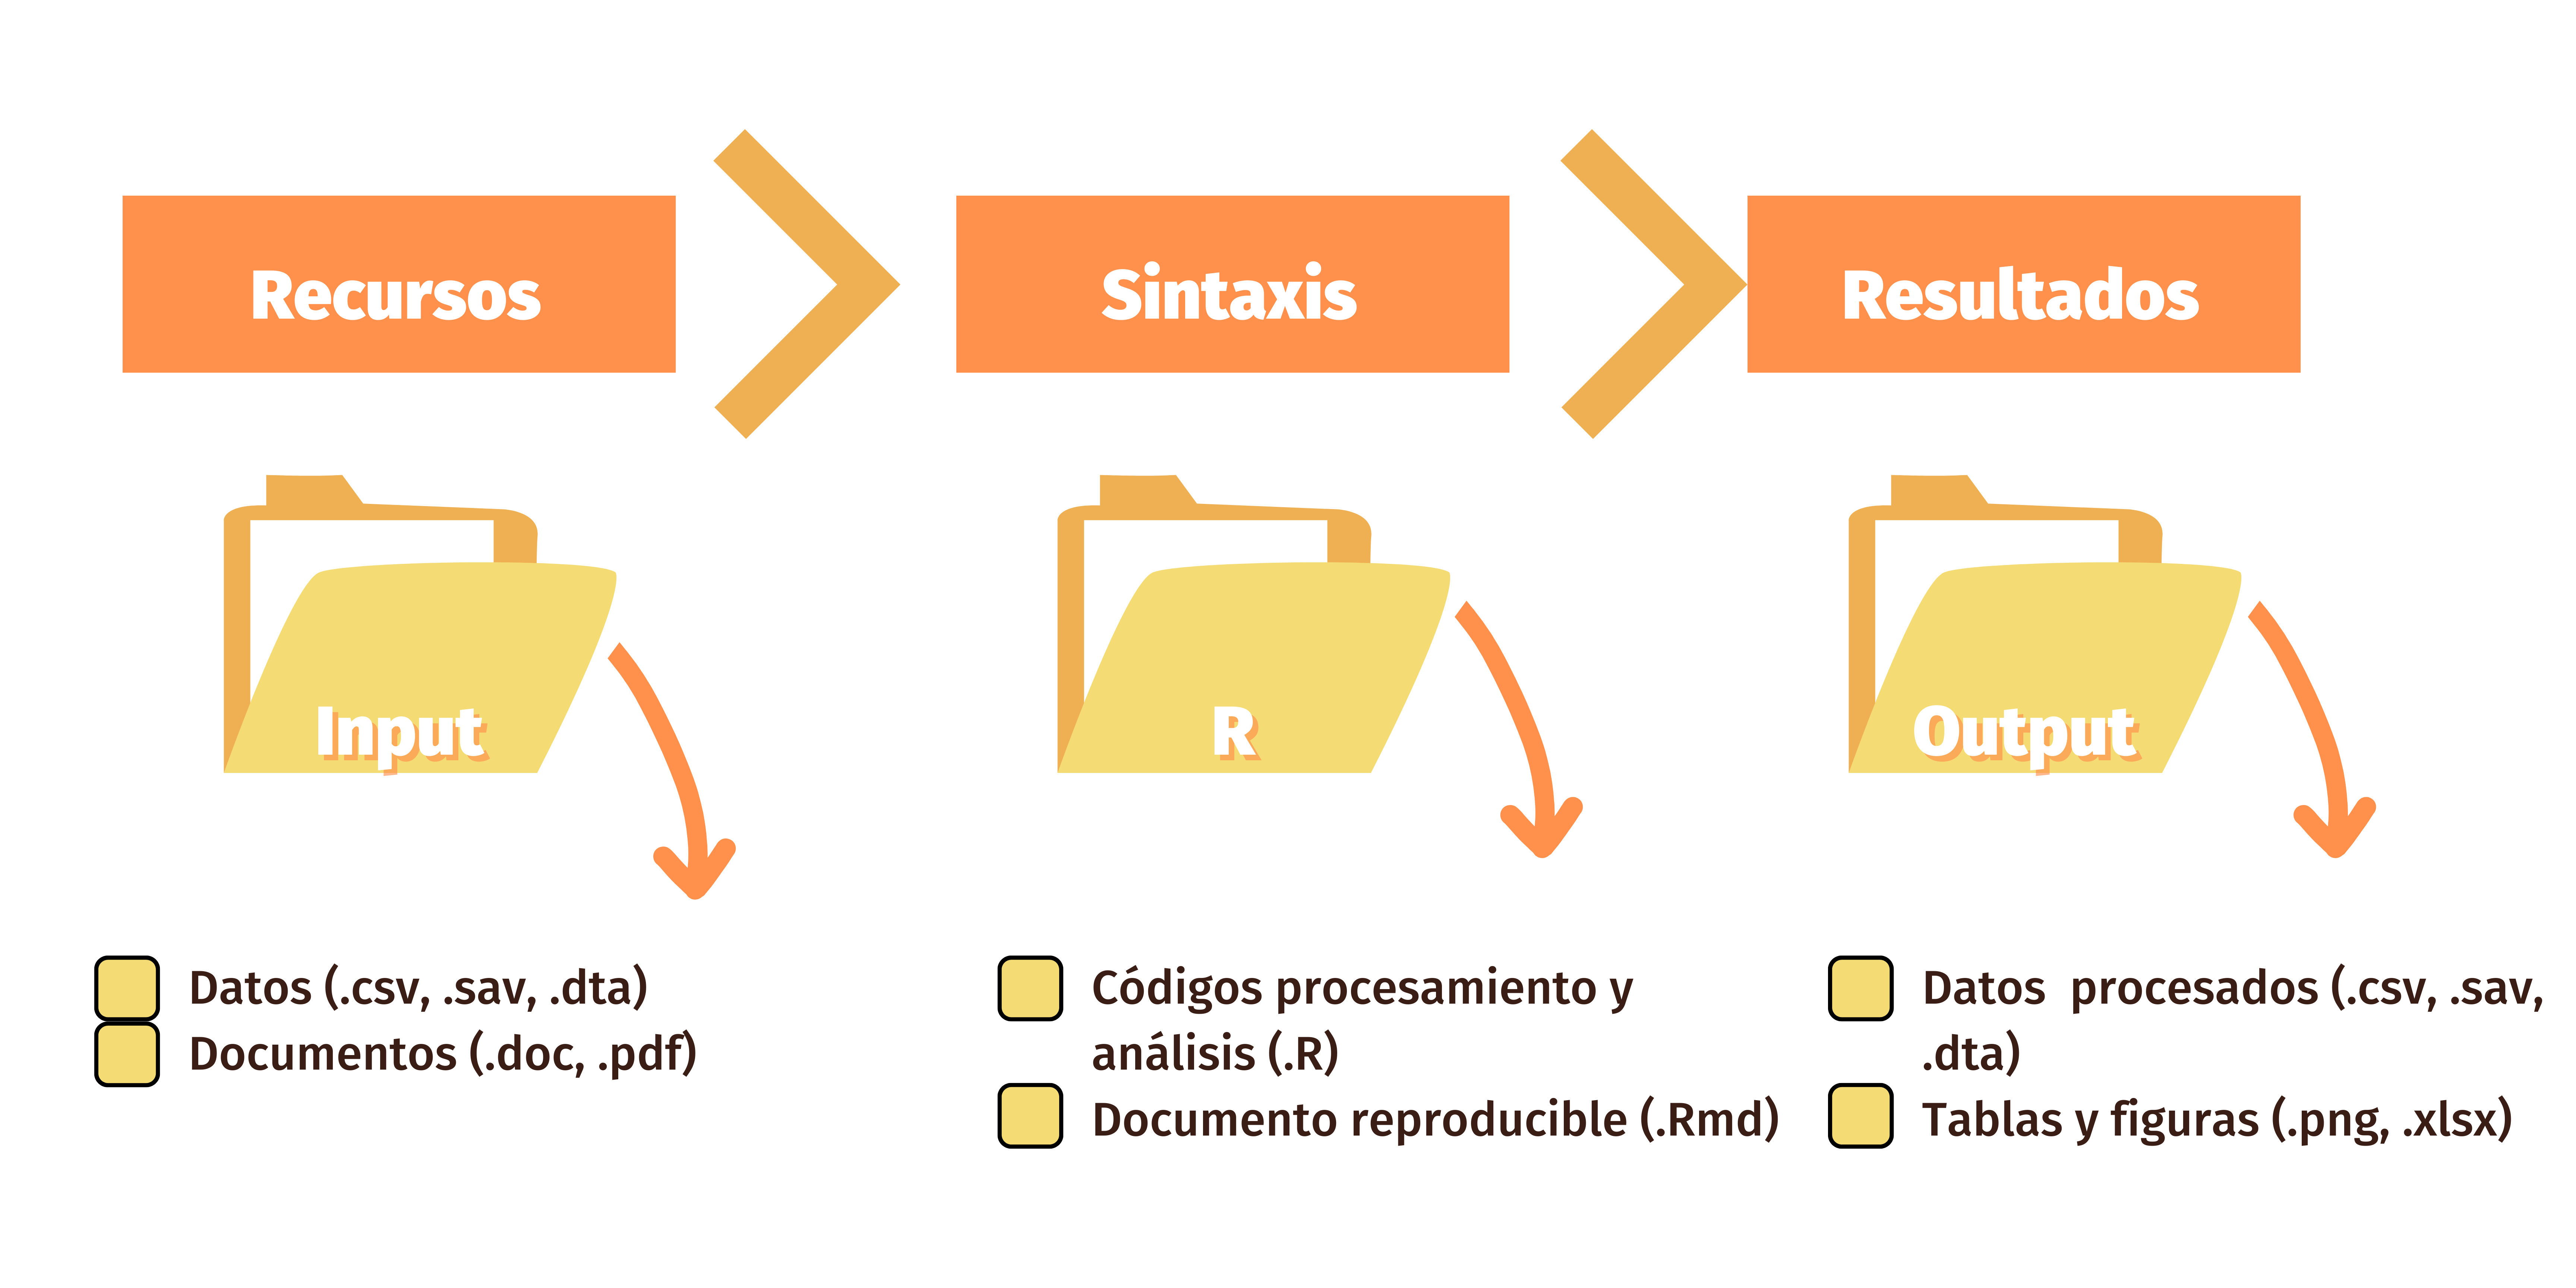 Recursos
Sintaxis
Resultados
Input
R
Output
Datos (.csv, .sav, .dta)
Documentos (.doc, .pdf)
Códigos procesamiento y
análisis (.R)
Documento reproducible (.Rmd)
Datos  procesados (.csv, .sav,
.dta)
Tablas y figuras (.png, .xlsx)